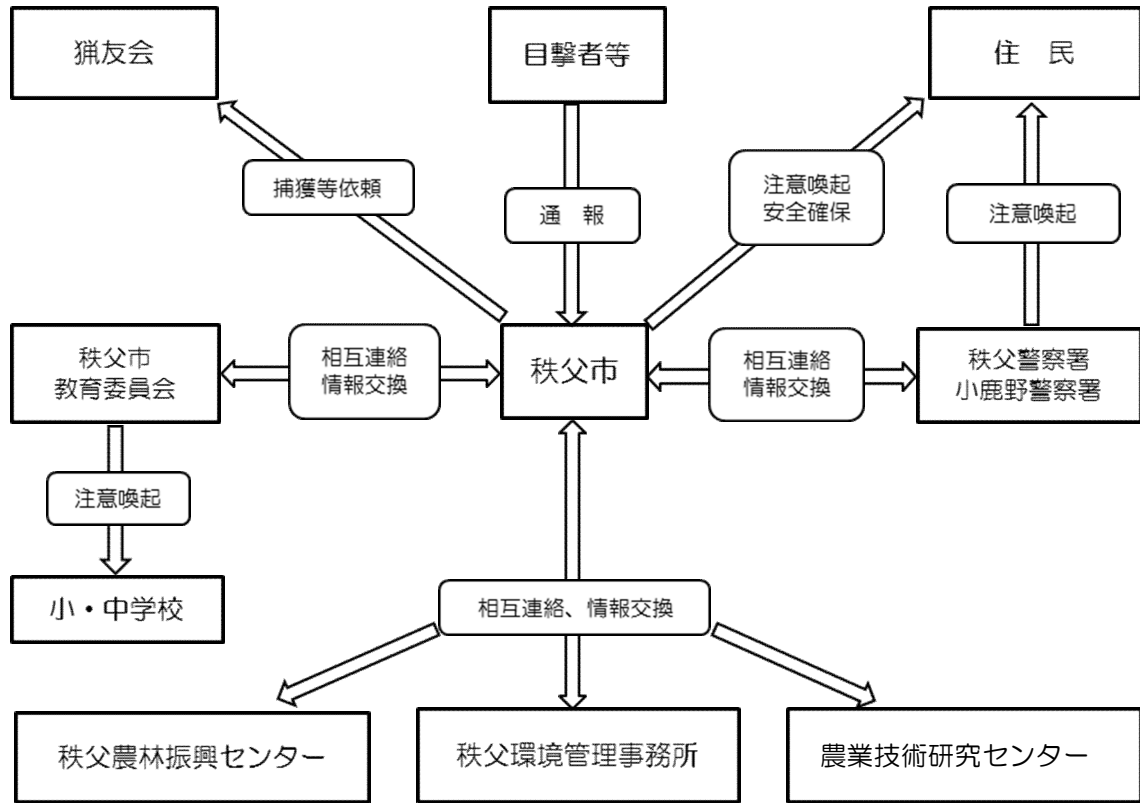 猟友会
目撃者等
住　民
捕獲等依頼
通　報
注意喚起
安全確保
注意喚起
秩父市
教育委員会
相互連絡
情報交換
秩父市
相互連絡
情報交換
秩父警察署
小鹿野警察署
注意喚起
小・中学校
相互連絡、情報交換
秩父農林振興センター
秩父環境管理事務所
農業技術研究センター